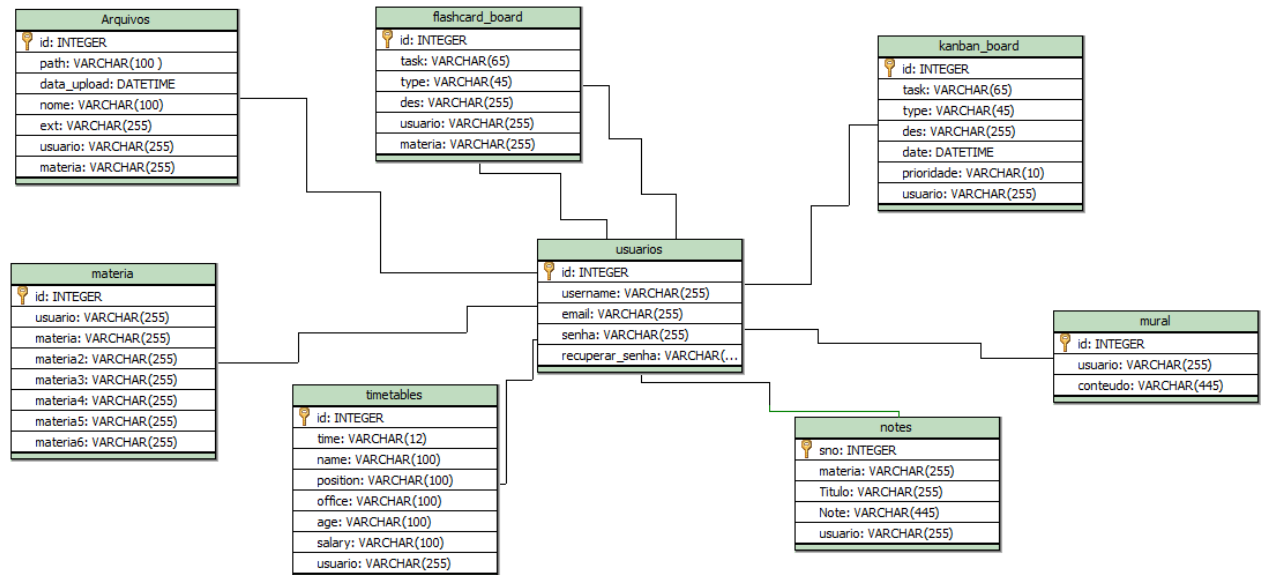 Arquivos
id: INTEGER
path: VARCHAR(100 )
data_upload: DATETIME
nome: VARCHAR(100)
ext: VARCHAR(255)
usuario: VARCHAR(255)
materia: VARCHAR(255)
flashcard_board
id: INTEGER
task: VARCHAR(65)
type: VARCHAR(45)
des: VARCHAR(255)
usuario: VARCHAR(255)
materia: VARCHAR(255)
kanban_board
id: INTEGER
task: VARCHAR(65)
type: VARCHAR(45)
des: VARCHAR(255)
date: DATETIME
prioridade: VARCHAR(10)
usuario: VARCHAR(255)
usuarios
id: INTEGER
username: VARCHAR(255)
email: VARCHAR(255)
senha: VARCHAR(255)
recuperar_senha: VARCHAR(...
materia
id: INTEGER
usuario: VARCHAR(255)
materia: VARCHAR(255)
materia2: VARCHAR(255)
materia3: VARCHAR(255)
materia4: VARCHAR(255)
materia5: VARCHAR(255)
materia6: VARCHAR(255)
mural
id: INTEGER
usuario: VARCHAR(255)
conteudo: VARCHAR(445)
timetables
id: INTEGER
time: VARCHAR(12)
name: VARCHAR(100)
position: VARCHAR(100)
office: VARCHAR(100)
age: VARCHAR(100)
salary: VARCHAR(100)
usuario: VARCHAR(255)
notes
sno: INTEGER
materia: VARCHAR(255)
Titulo: VARCHAR(255)
Note: VARCHAR(445)
usuario: VARCHAR(255)